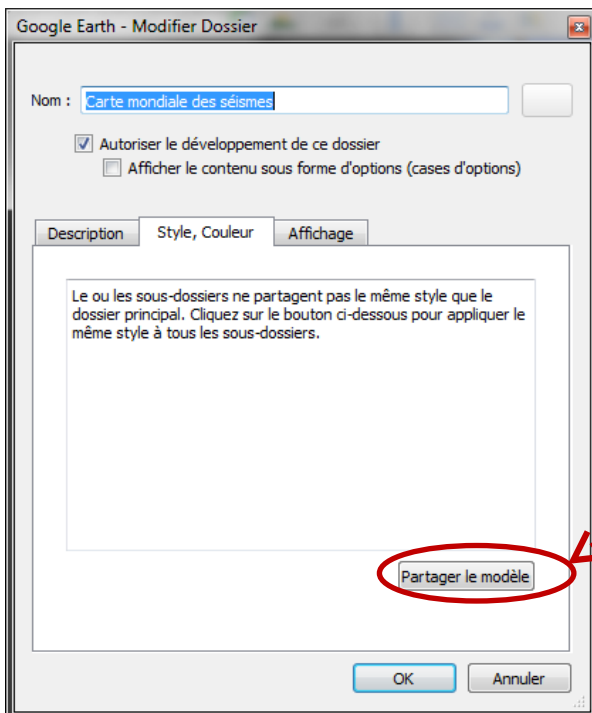 Google Earth - Modifier Dossier
Nom : Carte mondiale des séismes
Autoriser le développement de ce dossier
Afficher le contenu sous forme d'options (cases d'options)
Description Style, Couleur Affichage
Le ou les sous-dossiers ne partagent pas le même style que le
dossier principal. Cliquez sur le bouton ci-dessous pour appliquer le
même style à tous les sous-dossiers.
Partager le modèle
OK Annuler